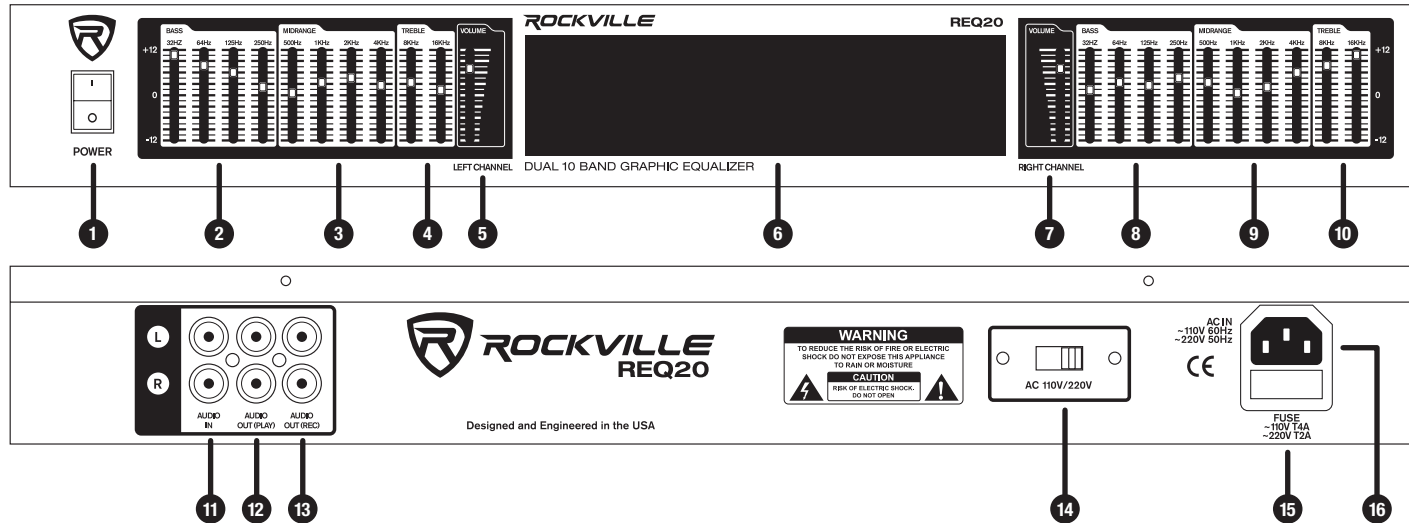 ROCKVILLE
REQ20
BASS
MIDRANGE
TREBLE
VOLUME
32HZ 64Hz 125Hz 250Hz 500Hz 1KHz 2KHz 4KHz 8KHz 16KHz
+12
0
-12
I
O
POWER
LEFT CHANNEL
DUAL 10 BAND GRAPHIC EQUALIZER
VOLUME
BASS
MIDRANGE
TREBLE
32HZ 64Hz 125Hz 250Hz 500Hz 1KHz 2KHz 4KHz 8KHz 16KHz
+12
0
-12
RIGHT CHANNEL
1 2 3 4 5 6 7 8 9 10
L
R
AUDIO
IN
AUDIO
OUT (PLAY)
AUDIO
OUT (REC)
R
ROCKVILLE
REQ20
Designed and Engineered in the USA
WARNING
TO REDUCE THE RISK OF FIRE OR ELECTRIC
SHOCK DO NOT EXPOSE THIS APPLIANCE
TO RAIN OR MOISTURE
CAUTION
RISK OF ELECTRIC SHOCK.
DO NOT OPEN
AC 110V/220V
AC IN
~110V 60Hz
~220V 50Hz
CE
FUSE
~110V T4A
~220V T2A
11 12 13 14 15 16